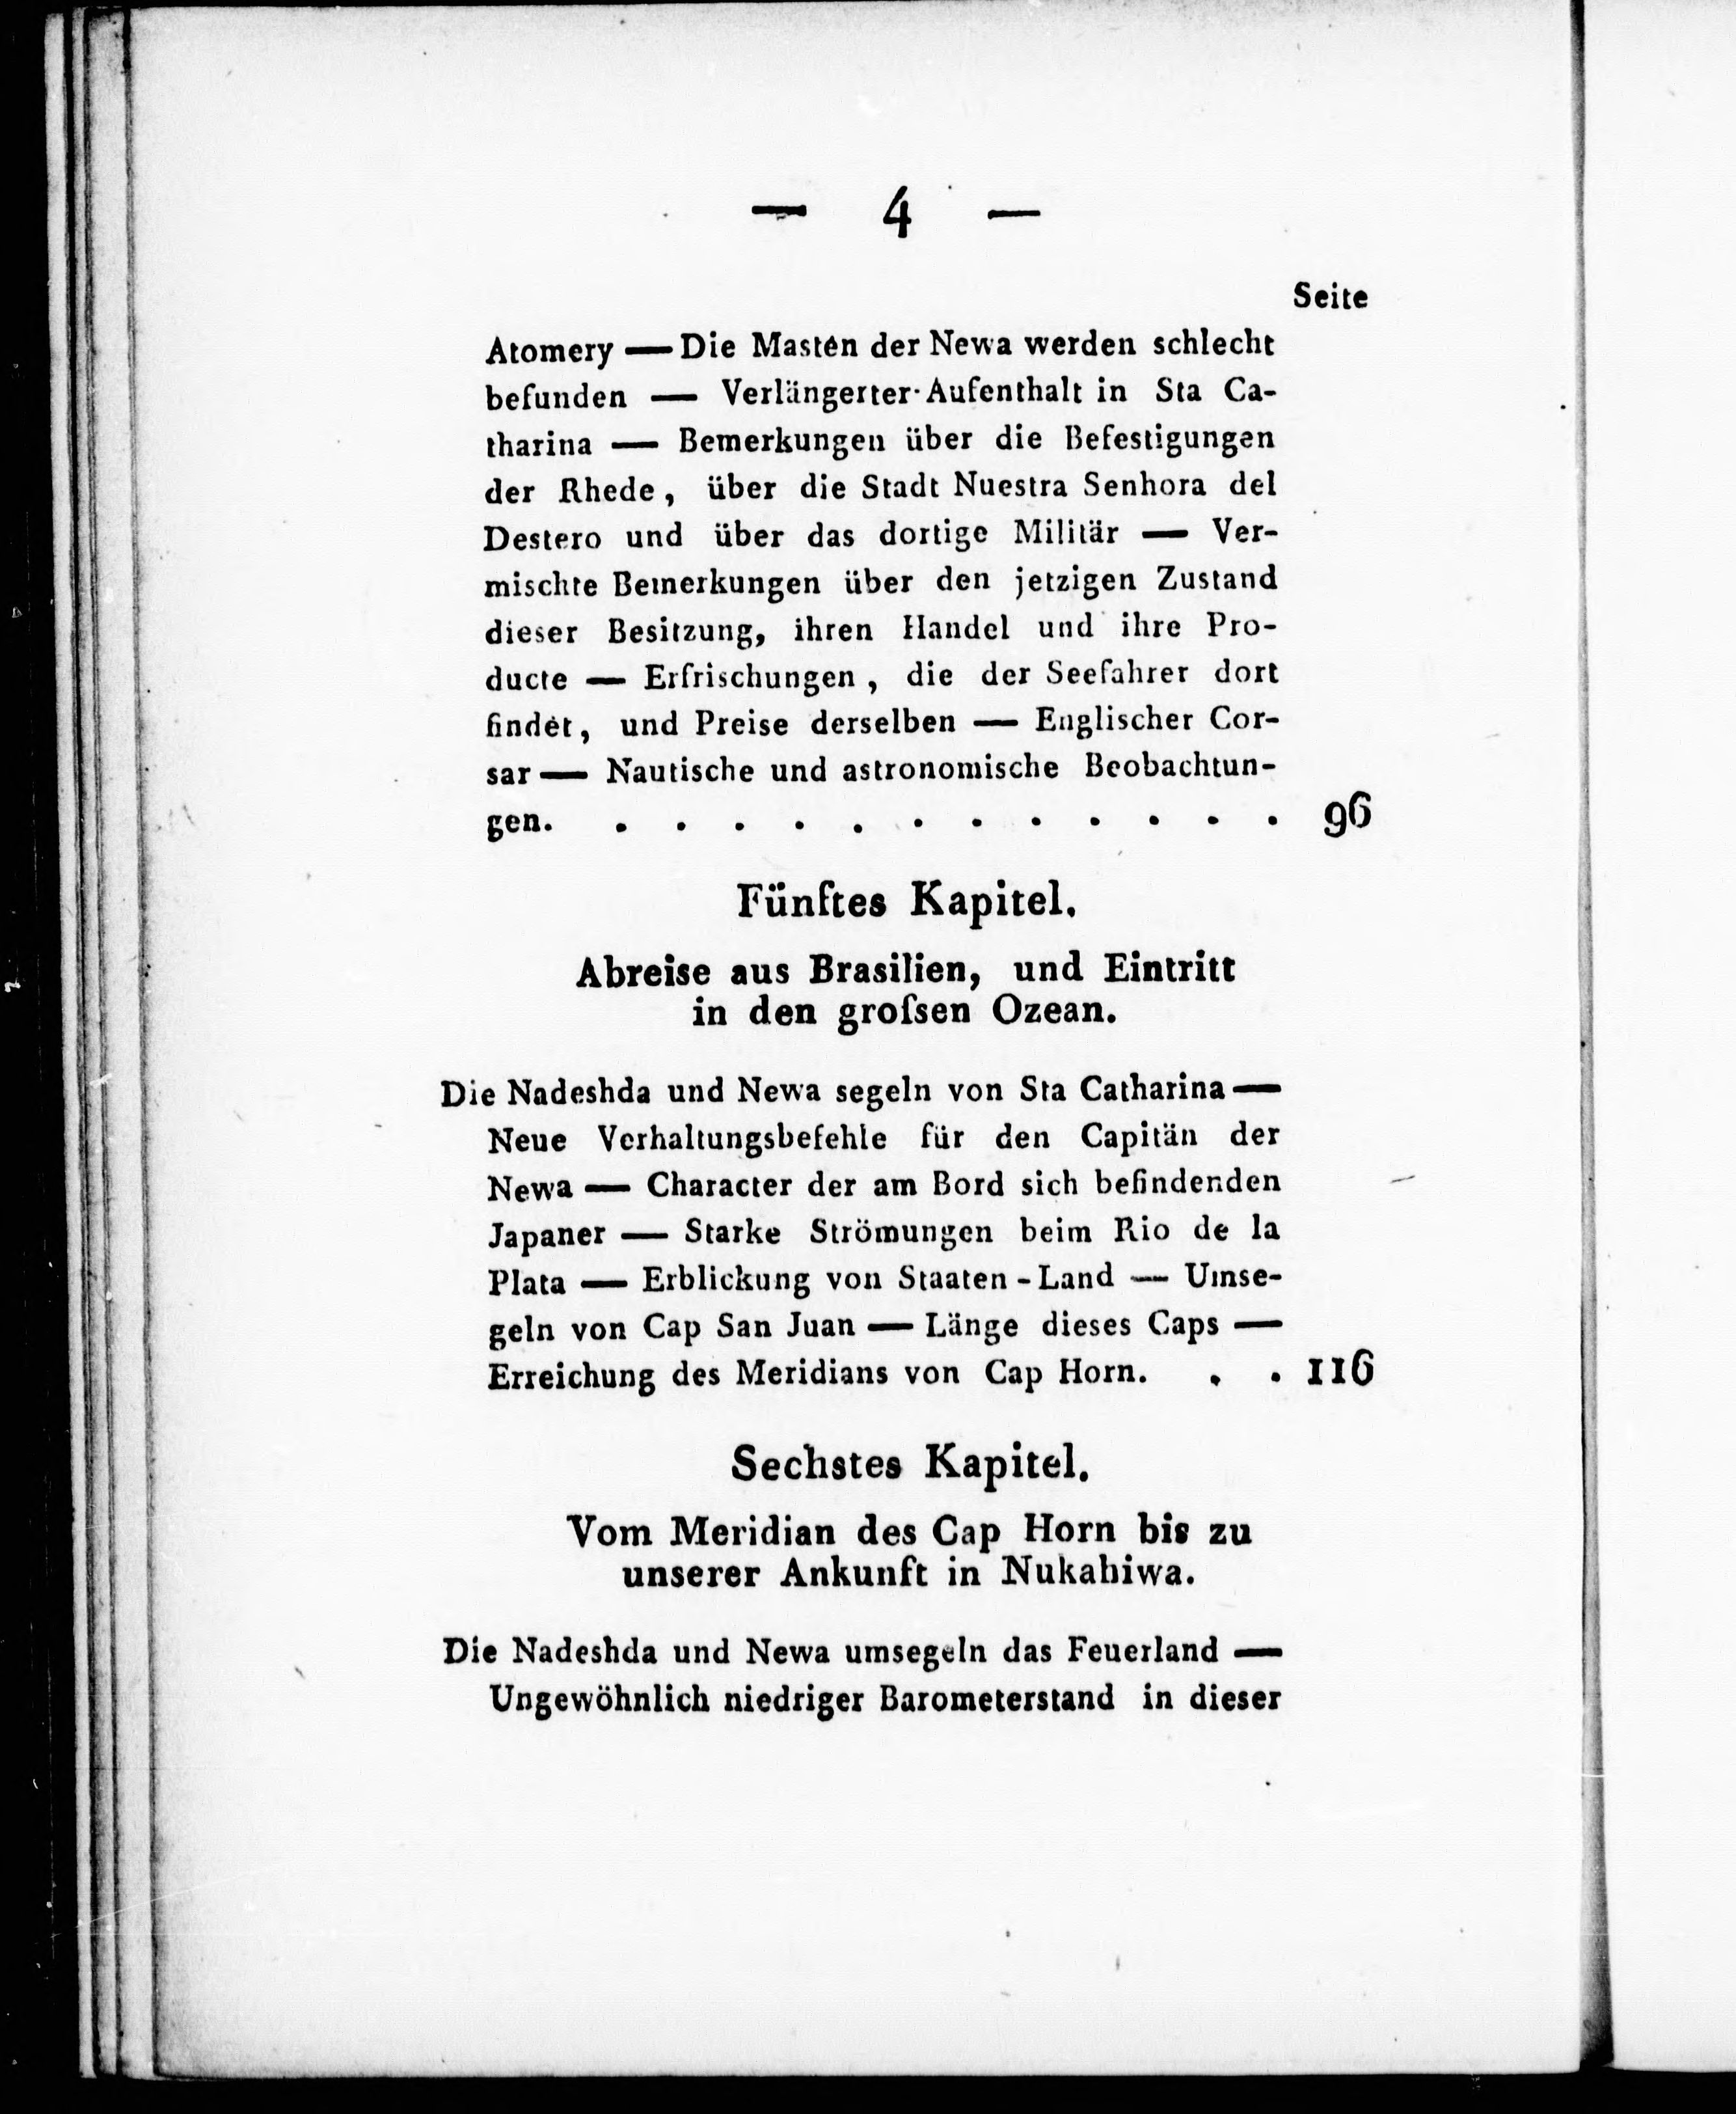 — 4 —
Seite
Atomery — Die Masten der Newa werden schlecht
befunden — Verlängerter Aufenthalt in Sta Ca-
tharina — Bemerkungen über die Befestigungen
der Rhede, über die Stadt Nuestra Senhora del
Destero und über das dortige Militär — Ver-
mischte Bemerkungen über den jetzigen Zustand
dieser Besitzung, ihren Handel und ihre Pro-
ducte — Erfrischungen, die der Seefahrer dort
findet, und Preise derselben — Englischer Cor-
sar — Nautische und astronomische Beobachtun-
gen. . . . . . . . . . . . . 96
Fünftes Kapitel.
Abreise aus Brasilien, und Eintritt
in den groſsen Ozean.
Die Nadeshda und Newa segeln von Sta Catharina —
Neue Verhaltungsbefehle für den Capitän der
Newa — Character der am Bord sich befindenden
Japaner — Starke Strömungen beim Rio de la
Plata — Erblickung von Staaten-Land — Umse-
geln von Cap San Juan — Länge dieses Caps —
Erreichung des Meridians von Cap Horn. . . 116
Sechstes Kapitel.
Vom Meridian des Cap Horn bis zu
unserer Ankunft in Nukahiwa.
Die Nadeshda und Newa umsegeln das Feuerland —
Ungewöhnlich niedriger Barometerstand in dieser